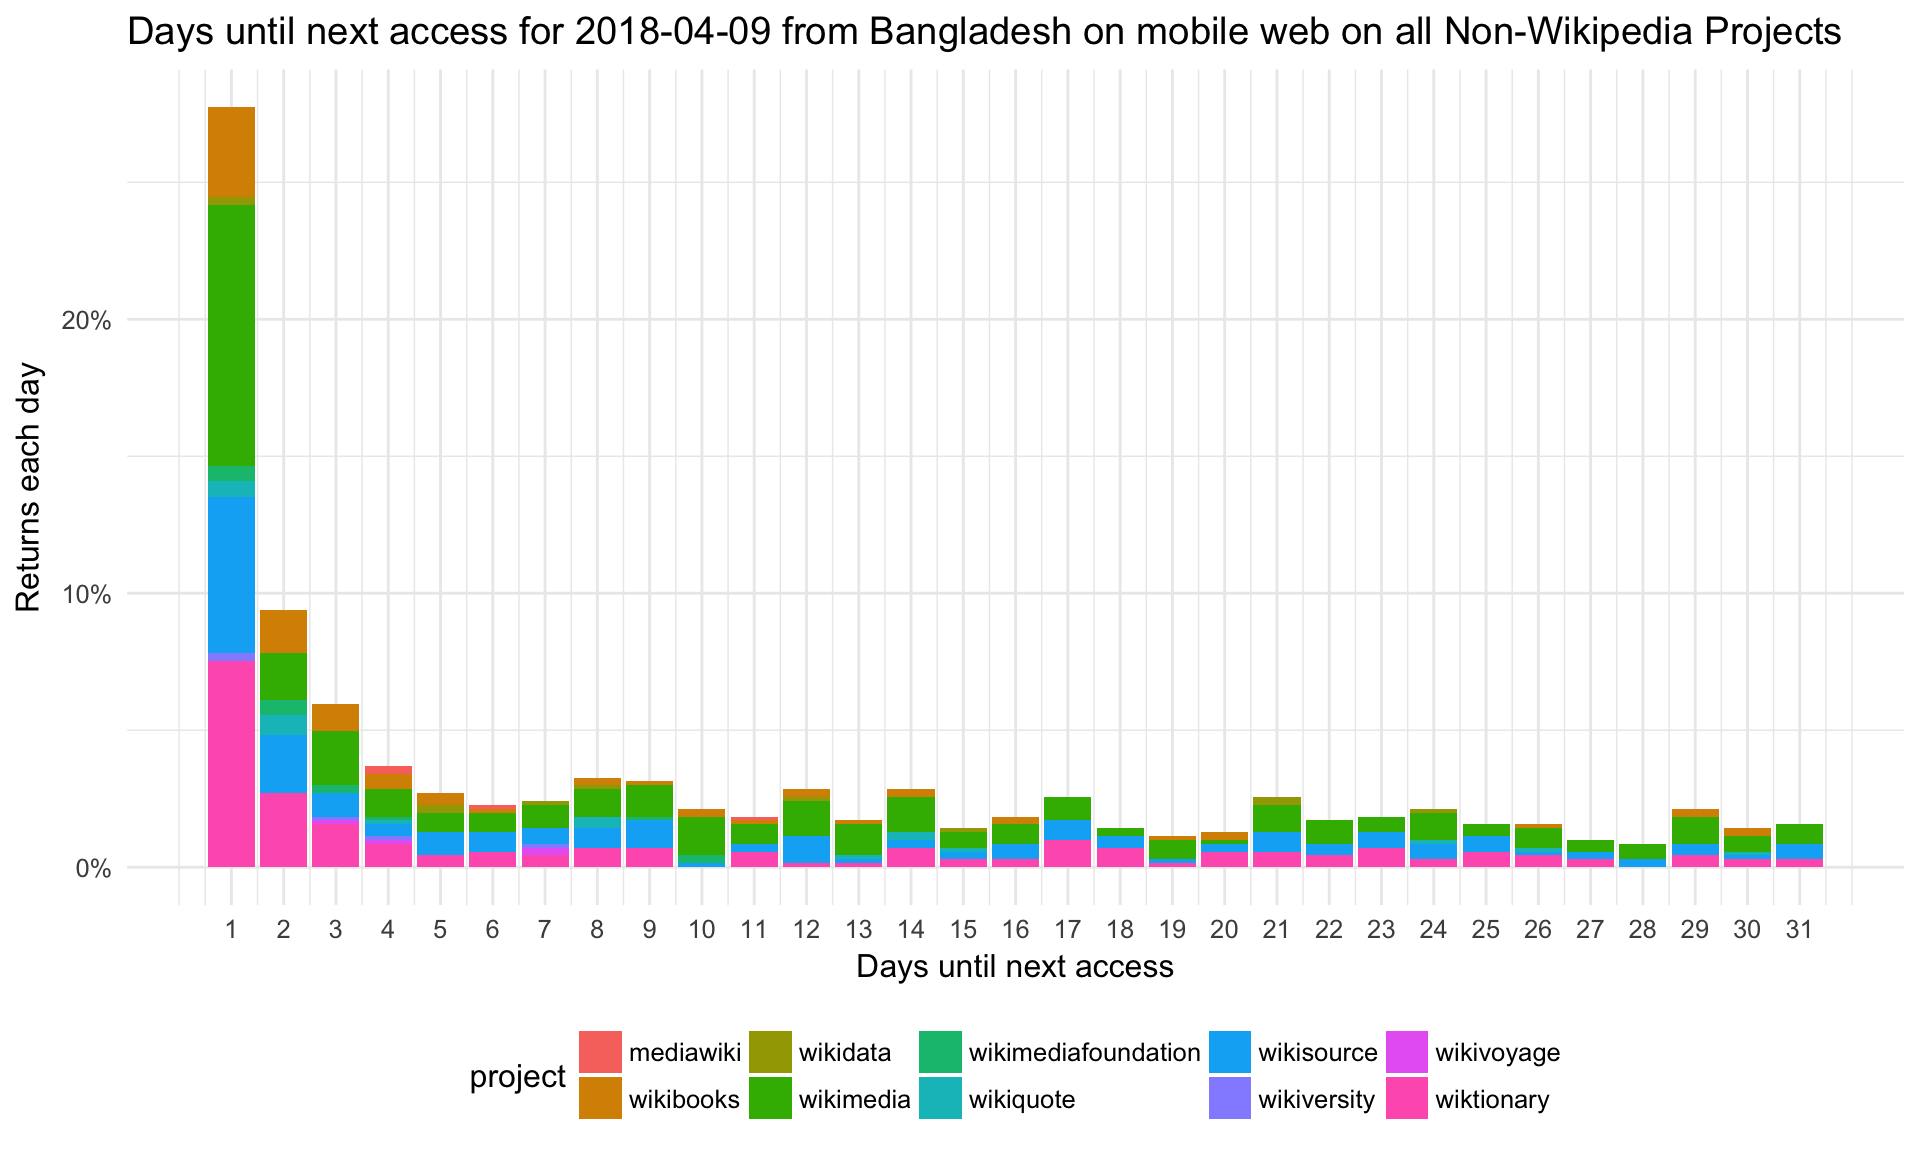 Days until next access for 2018-04-09 from Bangladesh on mobile web on all Non-Wikipedia Projects
Returns each day
20%
10%
0%
1 2 3 4 5 6 7 8 9 10 11 12 13 14 15 16 17 18 19 20 21 22 23 24 25 26 27 28 29 30 31
Days until next access
project
mediawiki wikidata wikimediafoundation wikisource wikivoyage
wikibooks wikimedia wikiquote wikiversity wiktionary